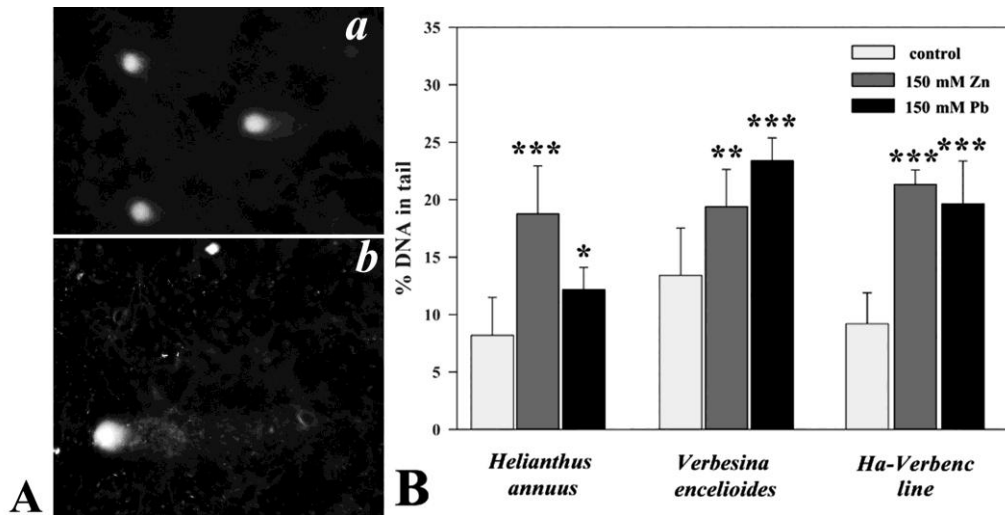 a
b
A
35
30
25
20
15
10
5
0
% DNA in tail
control
150 mM Zn
150 mM Pb
***
*
**
***
***
***
Helianthus
annuus
Verbesina
encelioides
Ha-Verbenc
line
B